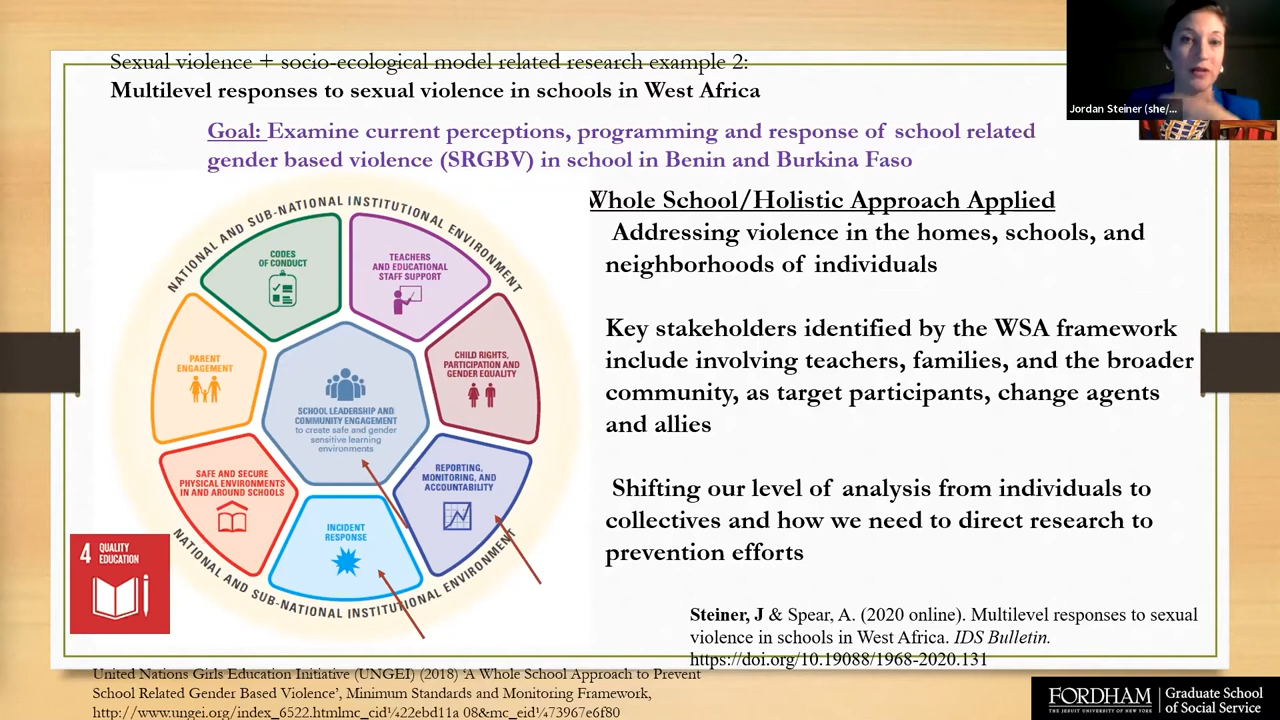 Sexual violence + socio-ecological model related research example 2:
Multilevel responses to sexual violence in schools in West Africa
Jordan Steiner (she/...
Goal: Examine current perceptions, programming and response of school related
gender based violence (SRGBV) in school in Benin and Burkina Faso
NATIONAL AND SUB-NATIONAL INSTITUTIONAL ENVIRONMENT
CODES
OF CONDUCT
TEACHERS
AND EDUCATIONAL
STAFF SUPPORT
PARENT
ENGAGEMENT
CHILD RIGHTS,
PARTICIPATION AND
GENDER EQUALITY
SCHOOL LEADERSHIP AND
COMMUNITY ENGAGEMENT
to create safe and gender
sensitive learning
environments
SAFE AND SECURE
PHYSICAL ENVIRONMENTS
IN AND AROUND SCHOOLS
REPORTING,
MONITORING, AND
ACCOUNTABILITY
INCIDENT
RESPONSE
NATIONAL AND SUB-NATIONAL INSTITUTIONAL ENVIRONMENT
4 QUALITY
EDUCATION
Whole School/Holistic Approach Applied
Addressing violence in the homes, schools, and
neighborhoods of individuals
Key stakeholders identified by the WSA framework
include involving teachers, families, and the broader
community, as target participants, change agents
and allies
Shifting our level of analysis from individuals to
collectives and how we need to direct research to
prevention efforts
Steiner, J & Spear, A. (2020 online). Multilevel responses to sexual
violence in schools in West Africa. IDS Bulletin.
https://doi.org/10.19088/1968-2020.131
United Nations Girls Education Initiative (UNGEI) (2018) ‘A Whole School Approach to Prevent
School Related Gender Based Violence’, Minimum Standards and Monitoring Framework,
http://www.ungei.org/index_6522.htmlmc_cid¼22ebd11a 08&mc_eid¼73967e6f80
FORDHAM
THE JESUIT UNIVERSITY OF NEW YORK
Graduate School
of Social Service